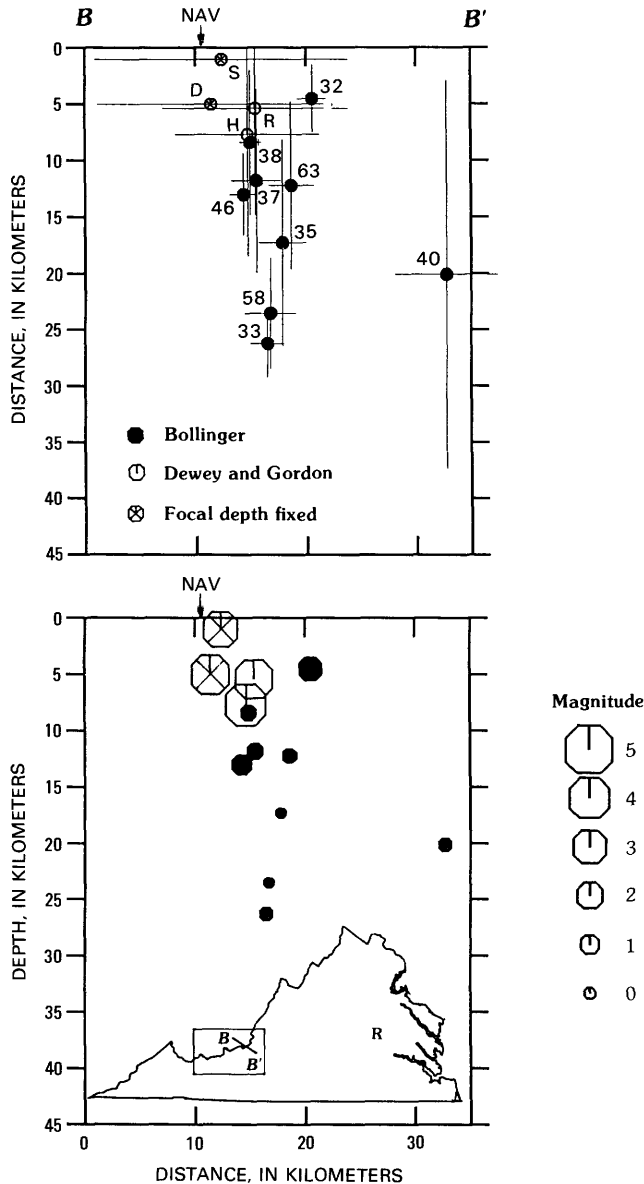 B NAV B'
0
S
D 32
5
R
H
38
10
63
46 37
15
35
40
20
58
25
33
30
35
40
45
10 20 30
DISTANCE, IN KILOMETERS
Bollinger
Dewey and Gordon
Focal depth fixed
NAV
0
5
10
15
20
25
30
35
40
45
DEPTH, IN KILOMETERS
B
B'
R
0 10 20 30
DISTANCE, IN KILOMETERS
Magnitude
5
4
3
2
1
0